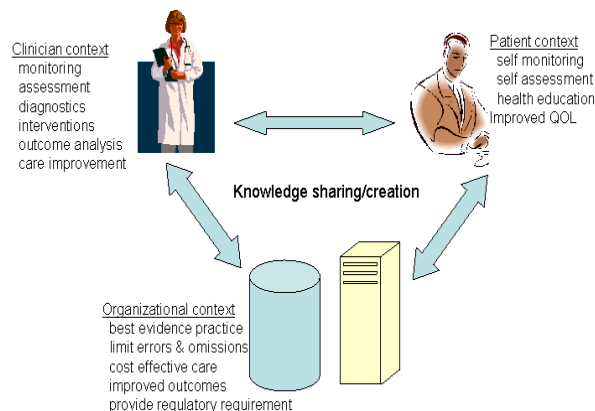 Clinician context
monitoring
assessment
diagnostics
interventions
outcome analysis
care improvement
Patient context
self monitoring
self assessment
health education
Improved QOL
Knowledge sharing/creation
Organizational context
best evidence practice
limit errors & omissions
cost effective care
improved outcomes
provide regulatory requirement